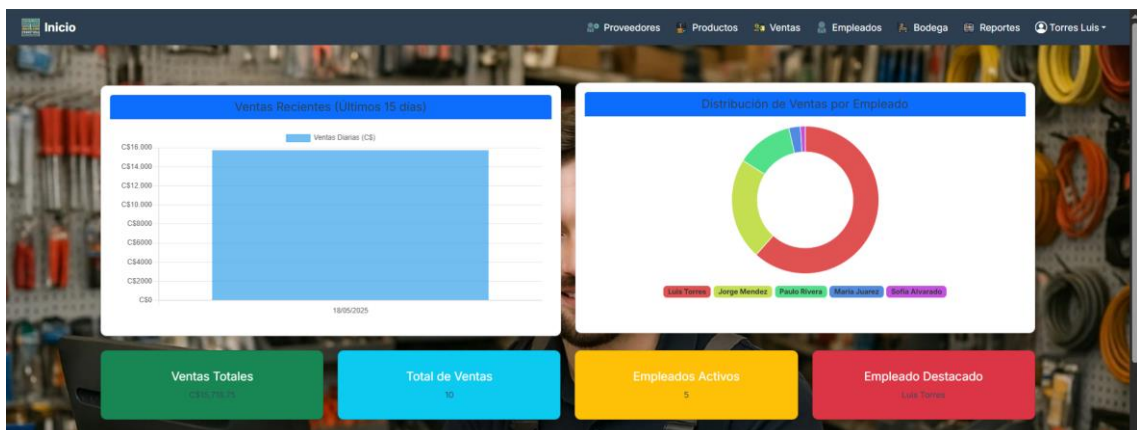 Inicio
Proveedores Productos Ventas Empleados Bodega Reportes Torres Luis
Ventas Recientes (Últimos 15 días)
Ventas Diarias (C$)
C$16.000
C$14.000
C$12.000
C$10.000
C$8000
C$6000
C$4000
C$2000
C$0
18/05/2025
Distribución de Ventas por Empleado
Luis Torres Jorge Mendez Paulo Rivera Maria Juarez Sofia Alvarado
Ventas Totales
Total de Ventas
10
Empleados Activos
5
Empleado Destacado
Luis Torres